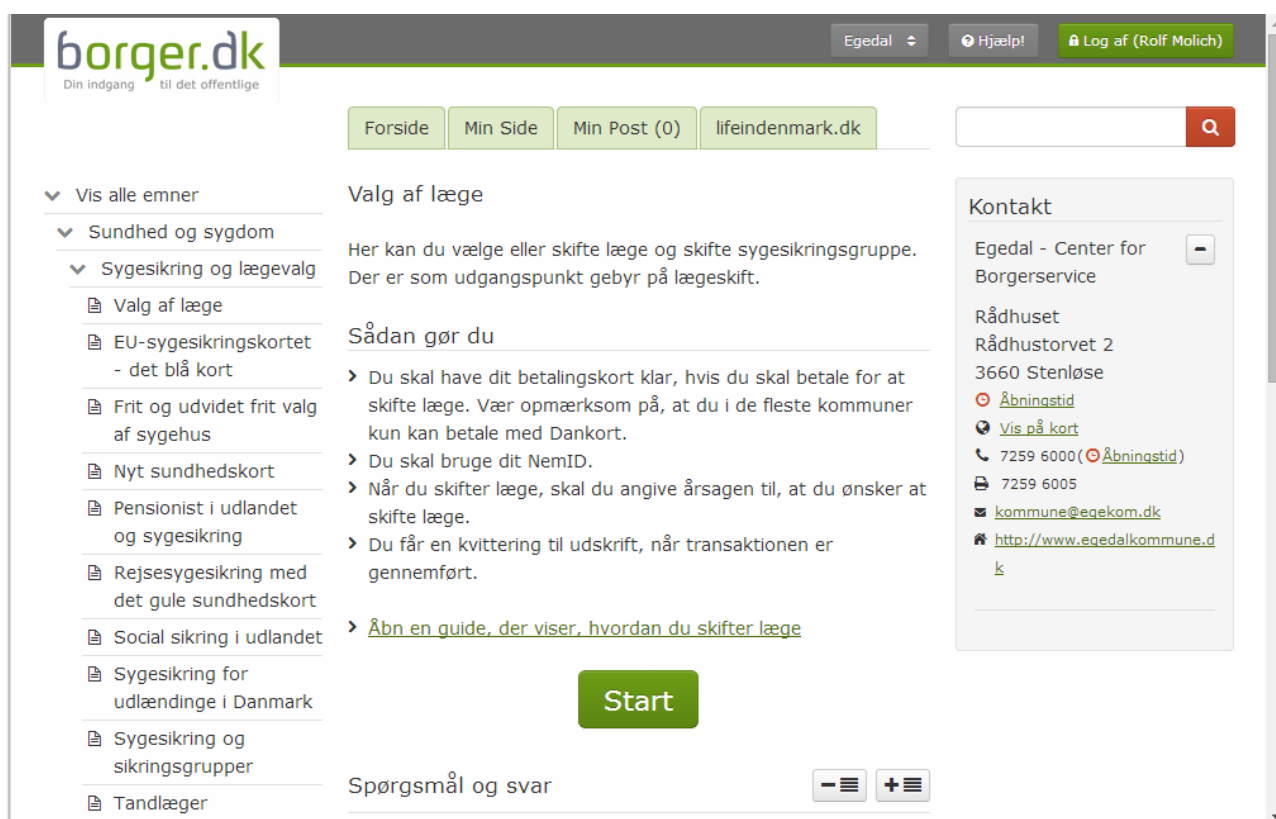 borger.dk
Din indgang til det offentlige
Egedal
Hjælp!
Log af (Rolf Molich)
Forside
Min Side
Min Post (0)
lifeindenmark.dk
Vis alle emner
Sundhed og sygdom
Sygesikring og lægevalg
Valg af læge
EU-sygesikringskortet
- det blå kort
Frit og udvidet frit valg
af sygehus
Nyt sundhedskort
Pensionist i udlandet
og sygesikring
Rejsesygesikring med
det gule sundhedskort
Social sikring i udlandet
Sygesikring for
udlændinge i Danmark
Sygesikring og
sikringsgrupper
Tandlæger
Valg af læge
Her kan du vælge eller skifte læge og skifte sygesikringsgruppe.
Der er som udgangspunkt gebyr på lægeskift.
Sådan gør du
Du skal have dit betalingskort klar, hvis du skal betale for at
skifte læge. Vær opmærksom på, at du i de fleste kommuner
kun kan betale med Dankort.
Du skal bruge dit NemID.
Når du skifter læge, skal du angive årsagen til, at du ønsker at
skifte læge.
Du får en kvittering til udskrift, når transaktionen er
gennemført.
Åbn en guide, der viser, hvordan du skifter læge
Start
Spørgsmål og svar
Kontakt
Egedal - Center for
Borgerservice
Rådhuset
Rådhustorvet 2
3660 Stenløse
Åbningstid
Vis på kort
7259 6000(Åbningstid)
7259 6005
kommune@egekom.dk
http://www.egedalkommune.d
k